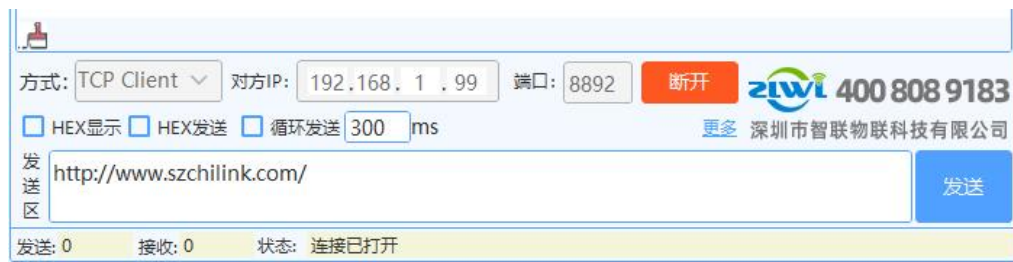 方式: TCP Client 对方IP: 192.168. 1 .99 端口: 8892 断开 ZLWL 400 808 9183
HEX显示 HEX发送 循环发送 300 ms 更多 深圳市智联物联科技有限公司
发送区 http://www.szchilink.com/ 发送
发送: 0 接收: 0 状态: 连接已打开